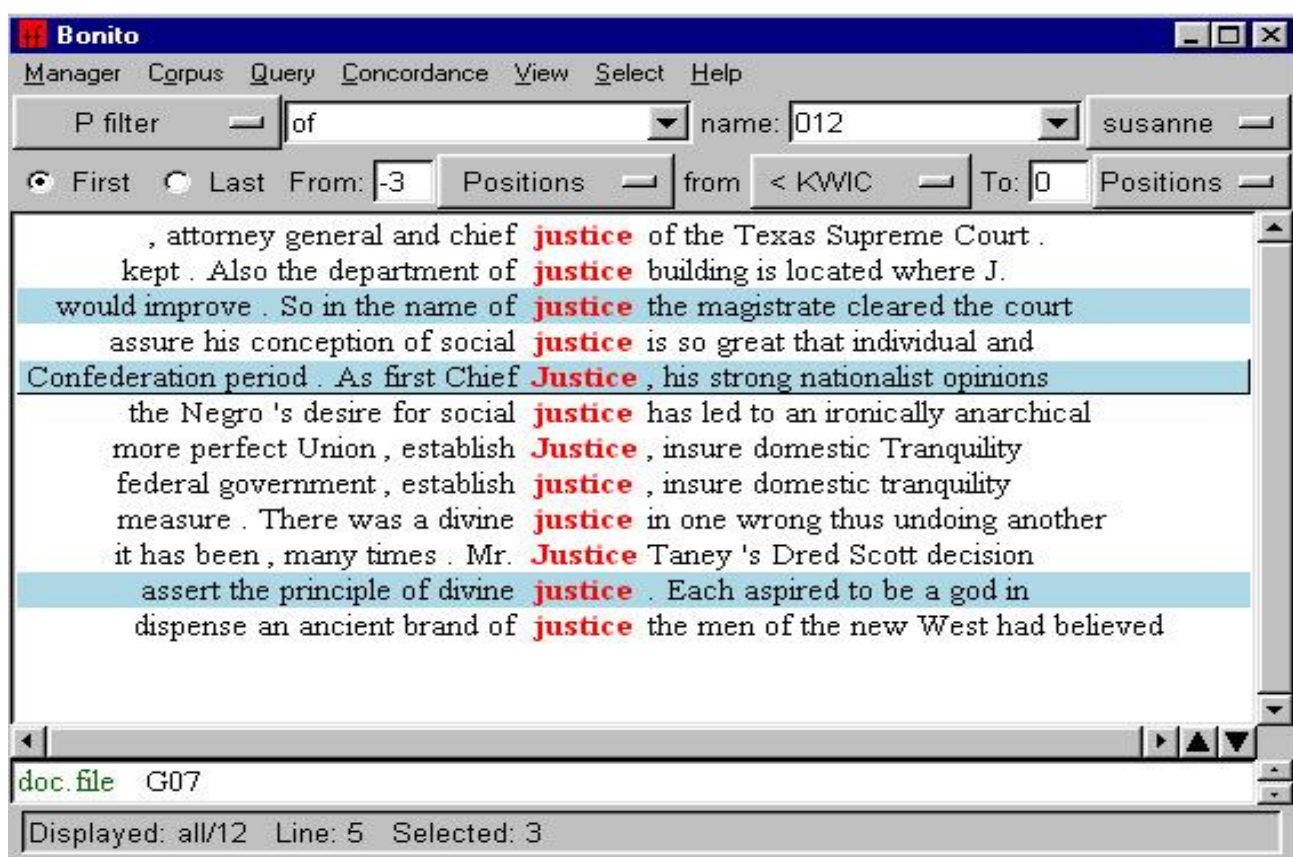 Bonito
Manager Corpus Query Concordance View Select Help
P filter of name: 012 susanne
First Last From: -3 Positions from < KWIC To: 0 Positions
, attorney general and chief justice of the Texas Supreme Court .
kept . Also the department of justice building is located where J.
would improve . So in the name of justice the magistrate cleared the court
assure his conception of social justice is so great that individual and
Confederation period . As first Chief Justice , his strong nationalist opinions
the Negro 's desire for social justice has led to an ironically anarchical
more perfect Union , establish Justice , insure domestic Tranquility
federal government , establish justice , insure domestic tranquility
measure . There was a divine justice in one wrong thus undoing another
it has been , many times . Mr. Justice Taney 's Dred Scott decision
assert the principle of divine justice . Each aspired to be a god in
dispense an ancient brand of justice the men of the new West had believed
doc.file G07
Displayed: all/12 Line: 5 Selected: 3